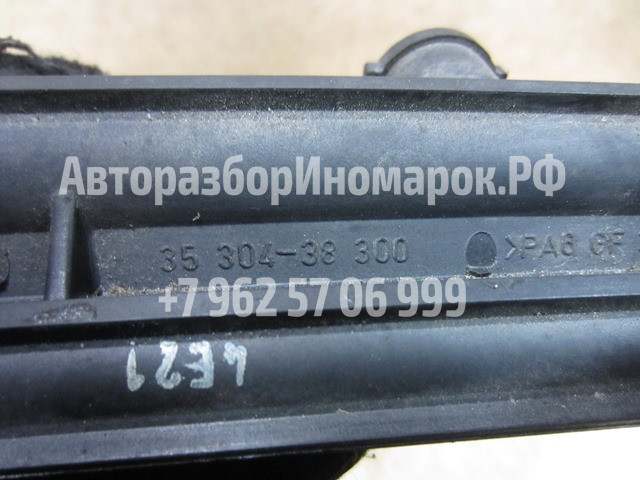 АвторазборИномарок.РФ
35 304-38 300
>PA6 GF
+7 962 57 06 999
LE21